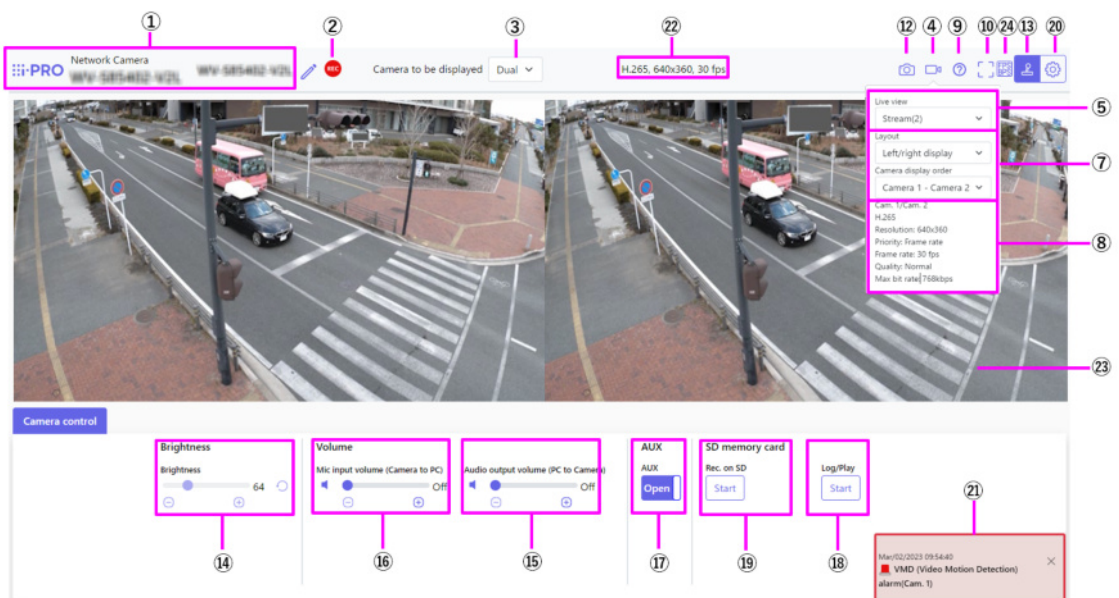 ① ② ③ ㉒ ⑫ ④ ⑨ ⑩ ㉔ ⑬ ⑳
i-PRO Network Camera
WV-S85402-V2L WV-S85402-V2L
REC
Camera to be displayed Dual
H.265, 640x360, 30 fps
Live view
Stream(2)
⑤
Layout
Left/right display
⑦
Camera display order
Camera 1 - Camera 2
Cam. 1/Cam. 2
H.265
Resolution: 640x360
⑧
Priority: Frame rate
Frame rate: 30 fps
Quality: Normal
Max bit rate: 768kbps
㉓
Camera control
Brightness
Brightness
64
Volume
Mic input volume (Camera to PC)
Off
Audio output volume (PC to Camera)
Off
AUX
AUX
Open
SD memory card
Rec. on SD
Start
Log/Play
Start
㉑
⑭ ⑯ ⑮ ⑰ ⑲ ⑱
Mar/02/2023 09:54:40
VMD (Video Motion Detection)
alarm(Cam. 1)